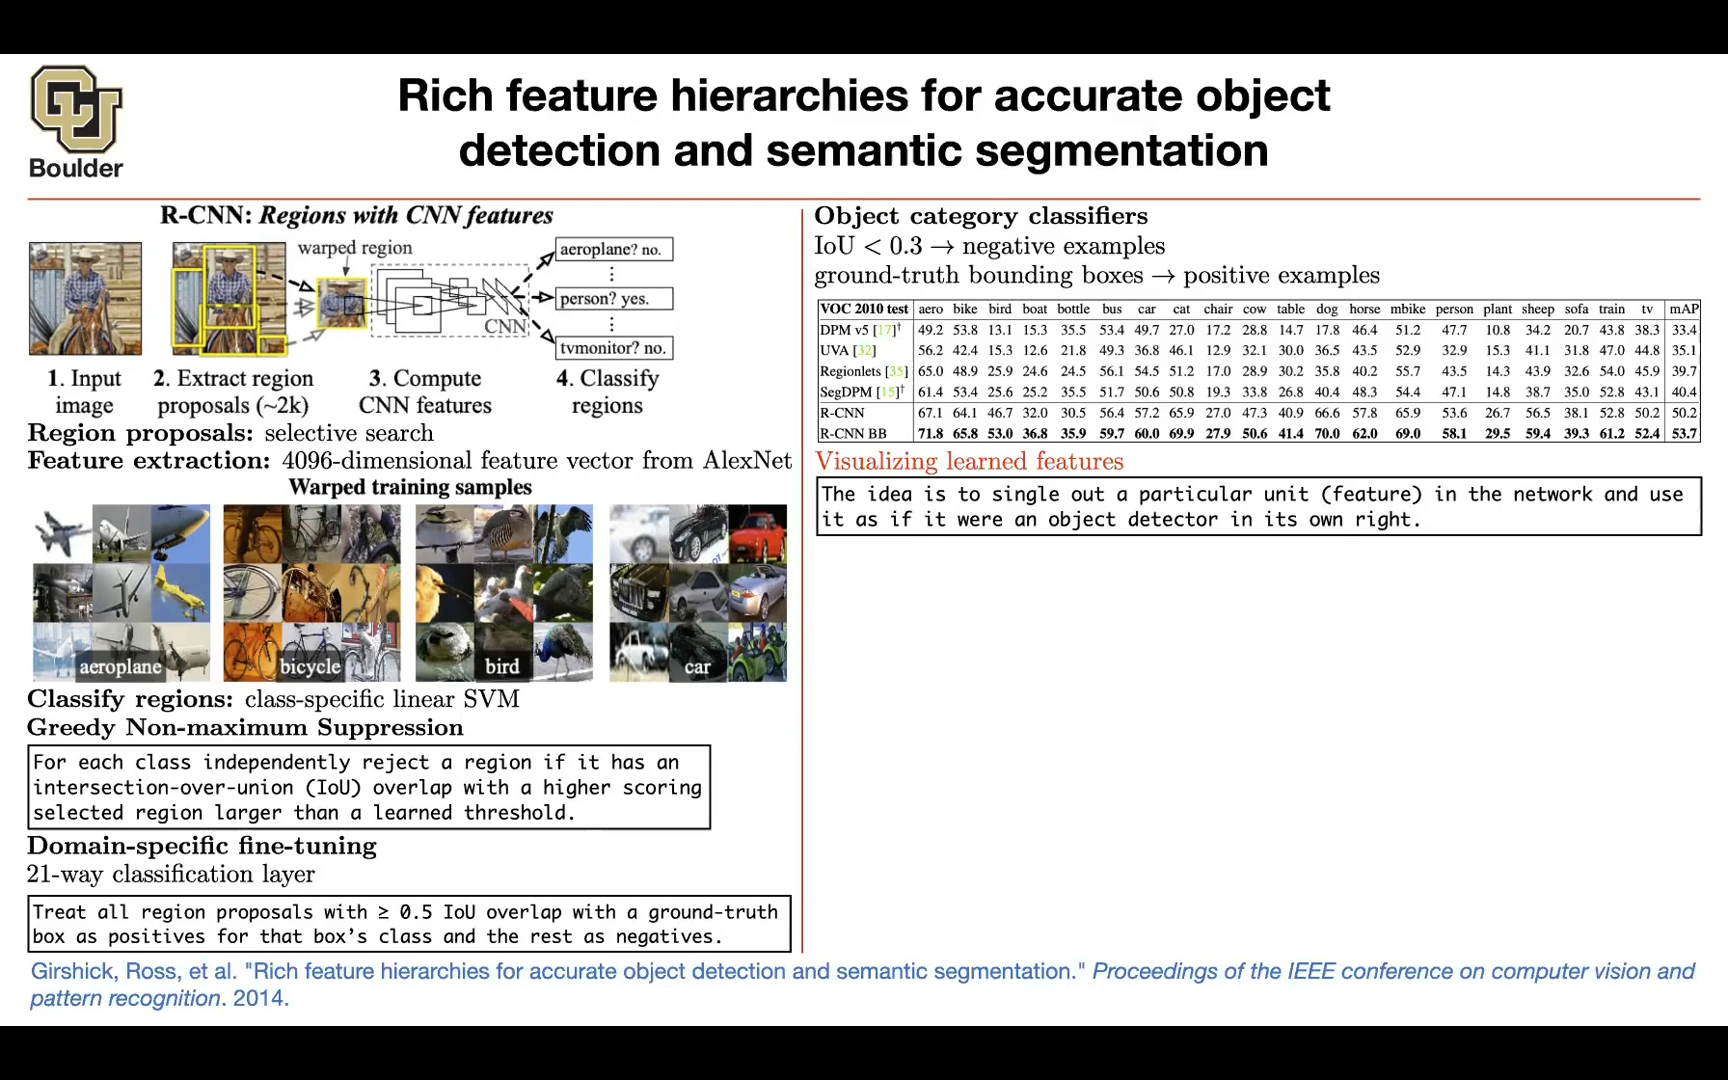 Rich feature hierarchies for accurate object
detection and semantic segmentation
CU
Boulder
R-CNN: Regions with CNN features
warped region
aeroplane? no.
person? yes.
CNN
tvmonitor? no.
1. Input
image
2. Extract region
proposals (~2k)
3. Compute
CNN features
4. Classify
regions
Region proposals: selective search
Feature extraction: 4096-dimensional feature vector from AlexNet
Warped training samples
aeroplane bicycle bird car
Classify regions: class-specific linear SVM
Greedy Non-maximum Suppression
For each class independently reject a region if it has an
intersection-over-union (IoU) overlap with a higher scoring
selected region larger than a learned threshold.
Domain-specific fine-tuning
21-way classification layer
Treat all region proposals with ≥ 0.5 IoU overlap with a ground-truth
box as positives for that box's class and the rest as negatives.
Object category classifiers
IoU < 0.3 → negative examples
ground-truth bounding boxes → positive examples
VOC 2010 test aero bike bird boat bottle bus car cat chair cow table dog horse mbike person plant sheep sofa train tv mAP
DPM v5 [17]† 49.2 53.8 13.1 15.3 35.5 53.4 49.7 27.0 17.2 28.8 14.7 17.8 46.4 51.2 47.7 10.8 34.2 20.7 43.8 38.3 33.4
UVA [32] 56.2 42.4 15.3 12.6 21.8 49.3 36.8 46.1 12.9 32.1 30.0 36.5 43.5 52.9 32.9 15.3 41.1 31.8 47.0 44.8 35.1
Regionlets [35] 65.0 48.9 25.9 24.6 24.5 56.1 54.5 51.2 17.0 28.9 30.2 35.8 40.2 55.7 43.5 14.3 43.9 32.6 54.0 45.9 39.7
SegDPM [15]† 61.4 53.4 25.6 25.2 35.5 51.7 50.6 50.8 19.3 33.8 26.8 40.4 48.3 54.4 47.1 14.8 38.7 35.0 52.8 43.1 40.4
R-CNN 67.1 64.1 46.7 32.0 30.5 56.4 57.2 65.9 27.0 47.3 40.9 66.6 57.8 65.9 53.6 26.7 56.5 38.1 52.8 50.2 50.2
R-CNN BB 71.8 65.8 53.0 36.8 35.9 59.7 60.0 69.9 27.9 50.6 41.4 70.0 62.0 69.0 58.1 29.5 59.4 39.3 61.2 52.4 53.7
Visualizing learned features
The idea is to single out a particular unit (feature) in the network and use
it as if it were an object detector in its own right.
Girshick, Ross, et al. "Rich feature hierarchies for accurate object detection and semantic segmentation." Proceedings of the IEEE conference on computer vision and
pattern recognition. 2014.